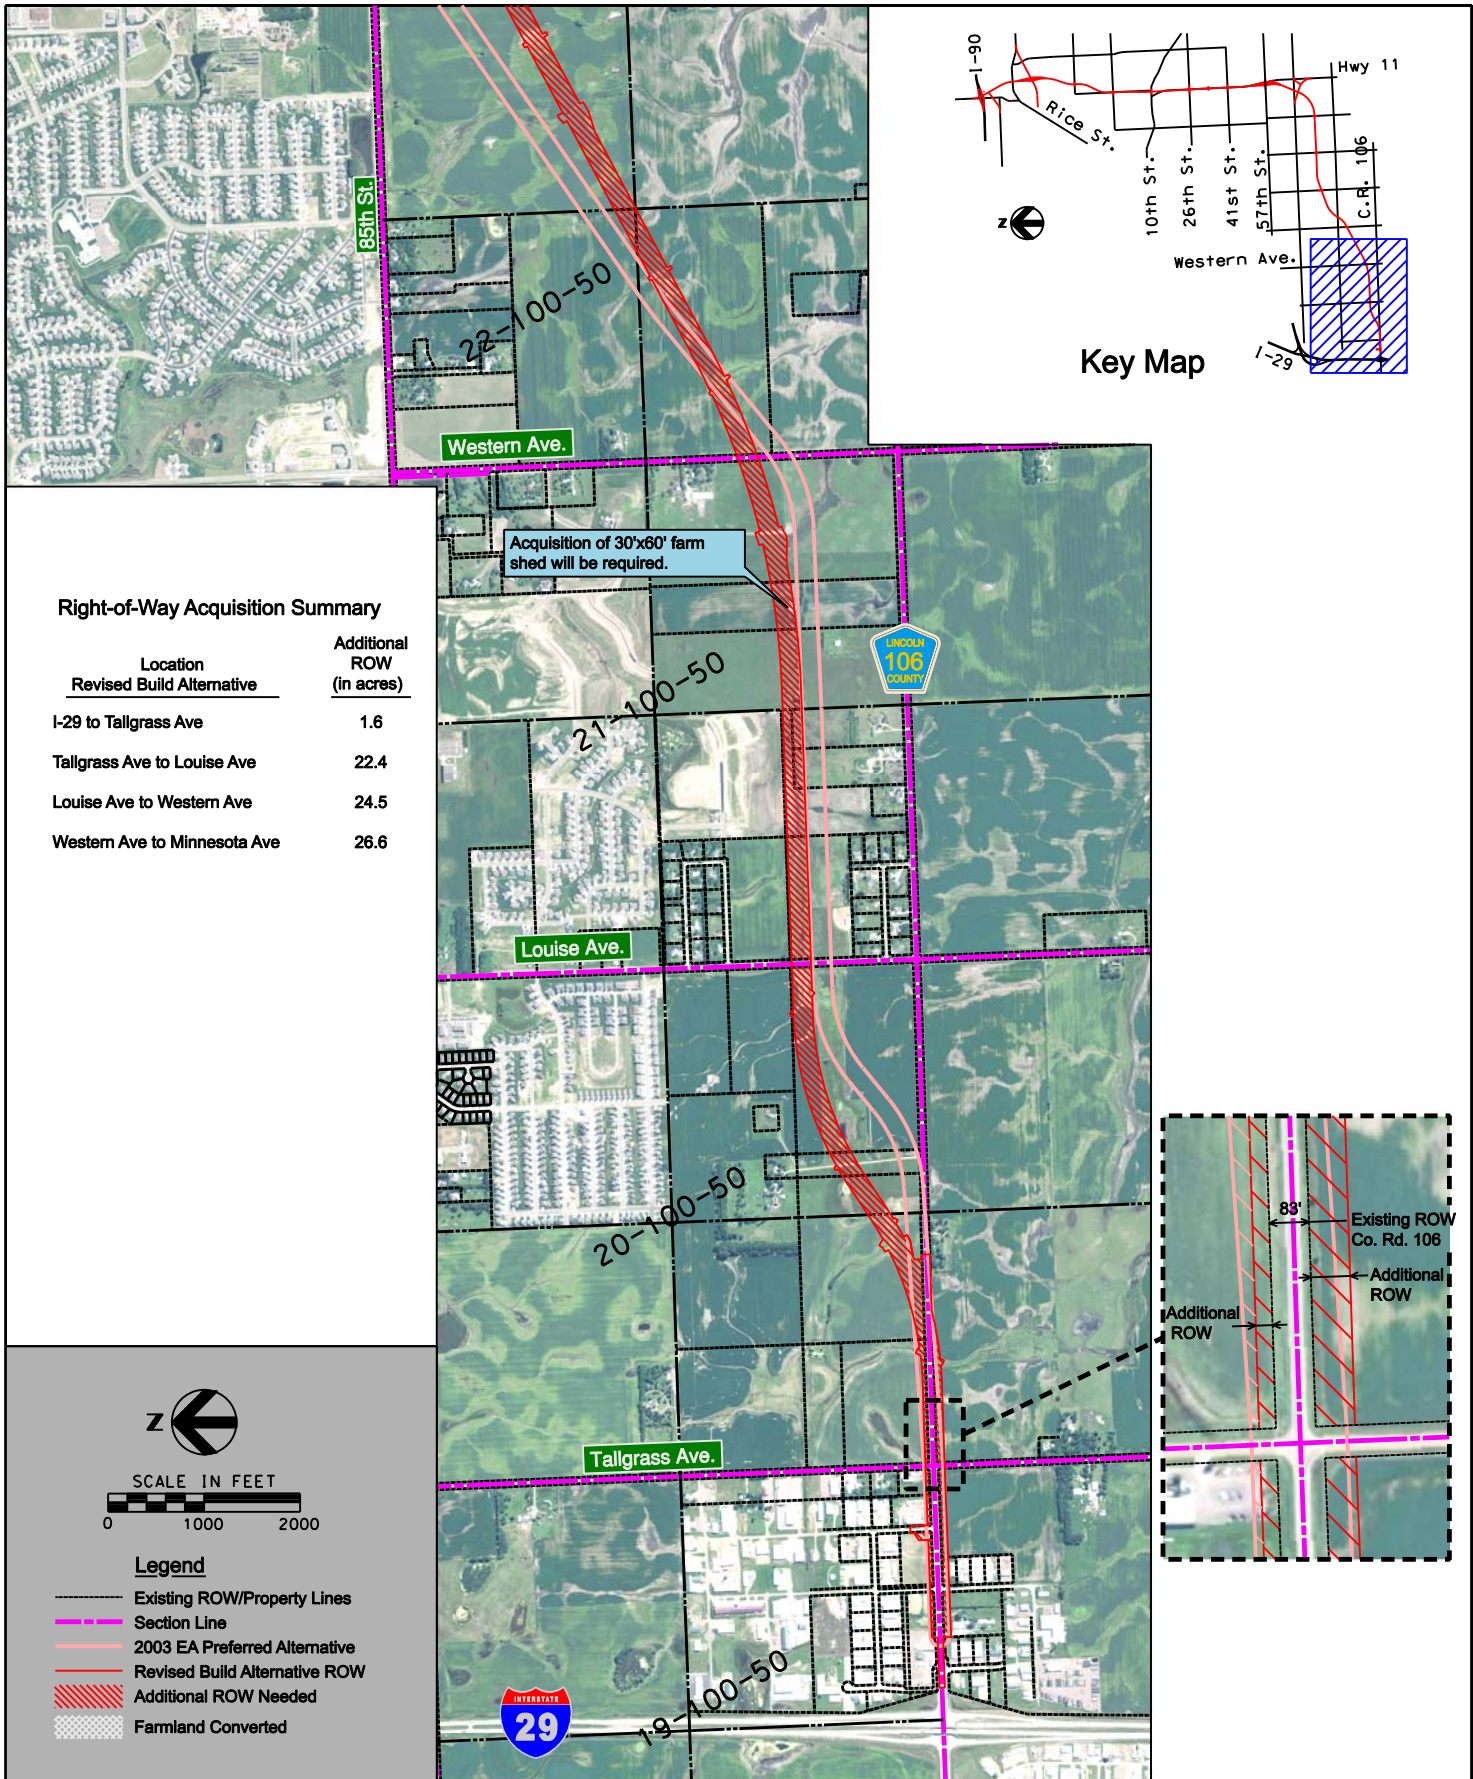 I-90
Hwy 11
Rice St.
10th St.
26th St.
41st St.
57th St.
C.R. 106
Z
Western Ave.
I-29
Key Map
85th St.
22-100-50
Western Ave.
Acquisition of 30'x60' farm
shed will be required.
Right-of-Way Acquisition Summary
Location
Revised Build Alternative
Additional
ROW
(in acres)
I-29 to Tallgrass Ave 1.6
Tallgrass Ave to Louise Ave 22.4
Louise Ave to Western Ave 24.5
Western Ave to Minnesota Ave 26.6
LINCOLN
106
COUNTY
21-100-50
Louise Ave.
20-100-50
83'
Existing ROW
Co. Rd. 106
Additional
ROW
Additional
ROW
Tallgrass Ave.
Z
SCALE IN FEET
0 1000 2000
Legend
Existing ROW/Property Lines
Section Line
2003 EA Preferred Alternative
Revised Build Alternative ROW
Additional ROW Needed
Farmland Converted
INTERSTATE
29
19-100-50